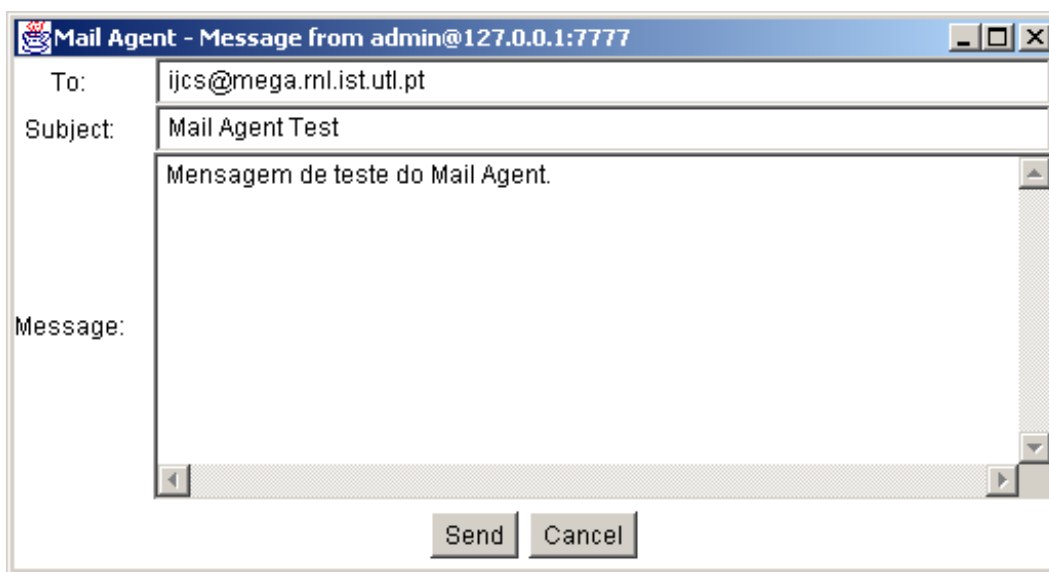 Mail Agent - Message from admin@127.0.0.1:7777
To:
ijcs@mega.rnl.ist.utl.pt
Subject:
Mail Agent Test
Message:
Mensagem de teste do Mail Agent.
Send
Cancel